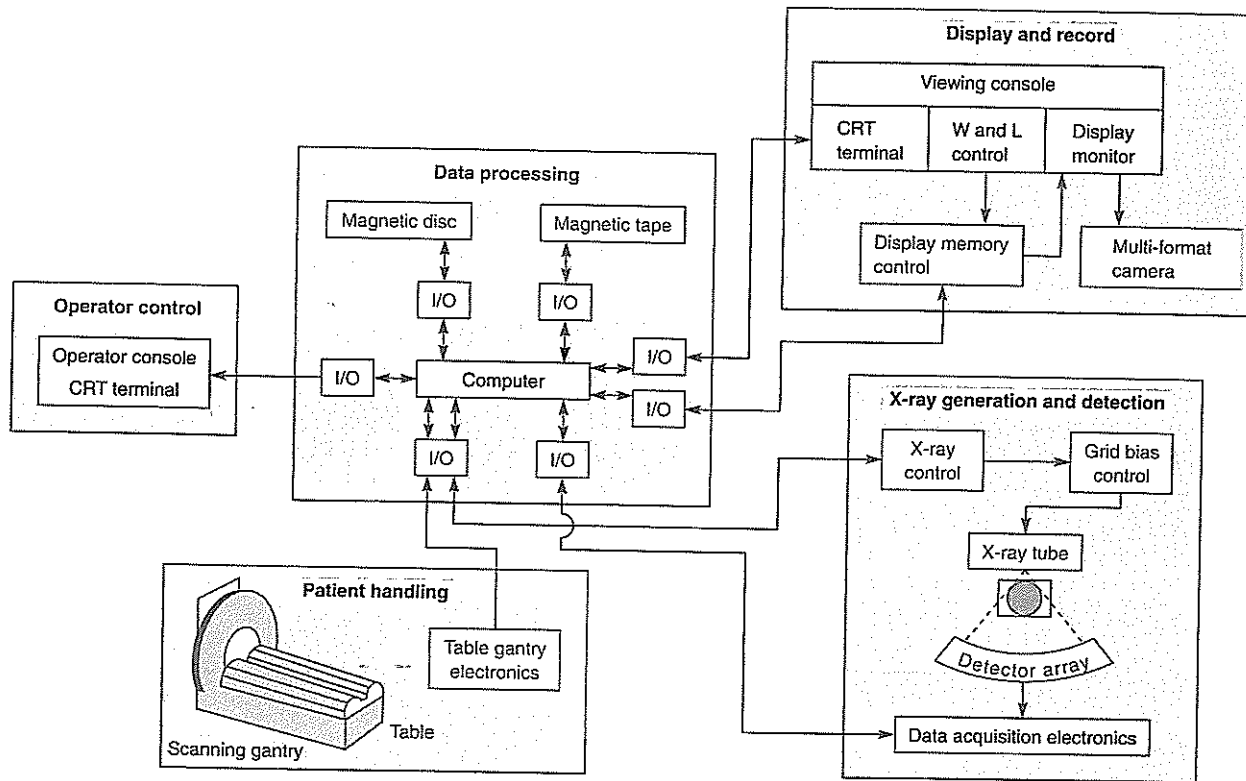 Display and record
Viewing console
CRT
terminal
W and L
control
Display
monitor
Display memory
control
Multi-format
camera
Data processing
Magnetic disc
Magnetic tape
I/O
I/O
I/O
I/O
Computer
I/O
I/O
I/O
Operator control
Operator console
CRT terminal
X-ray generation and detection
X-ray
control
Grid bias
control
X-ray tube
Detector array
Data acquisition electronics
Patient handling
Table gantry
electronics
Table
Scanning gantry